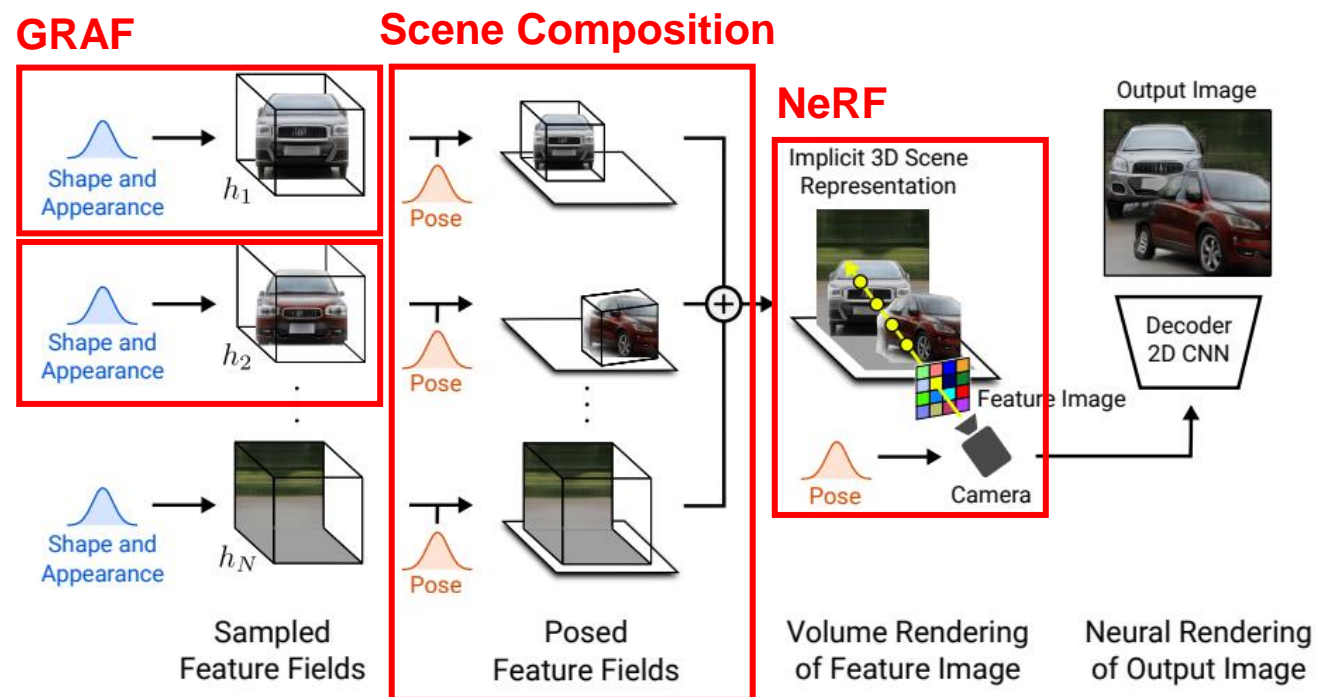 GRAF
Scene Composition
NeRF
Shape and
Appearance
h₁
Pose
Shape and
Appearance
h₂
Pose
Shape and
Appearance
h_N
Pose
Implicit 3D Scene
Representation
Feature Image
Pose
Camera
Output Image
Decoder
2D CNN
Sampled
Feature Fields
Posed
Feature Fields
Volume Rendering
of Feature Image
Neural Rendering
of Output Image